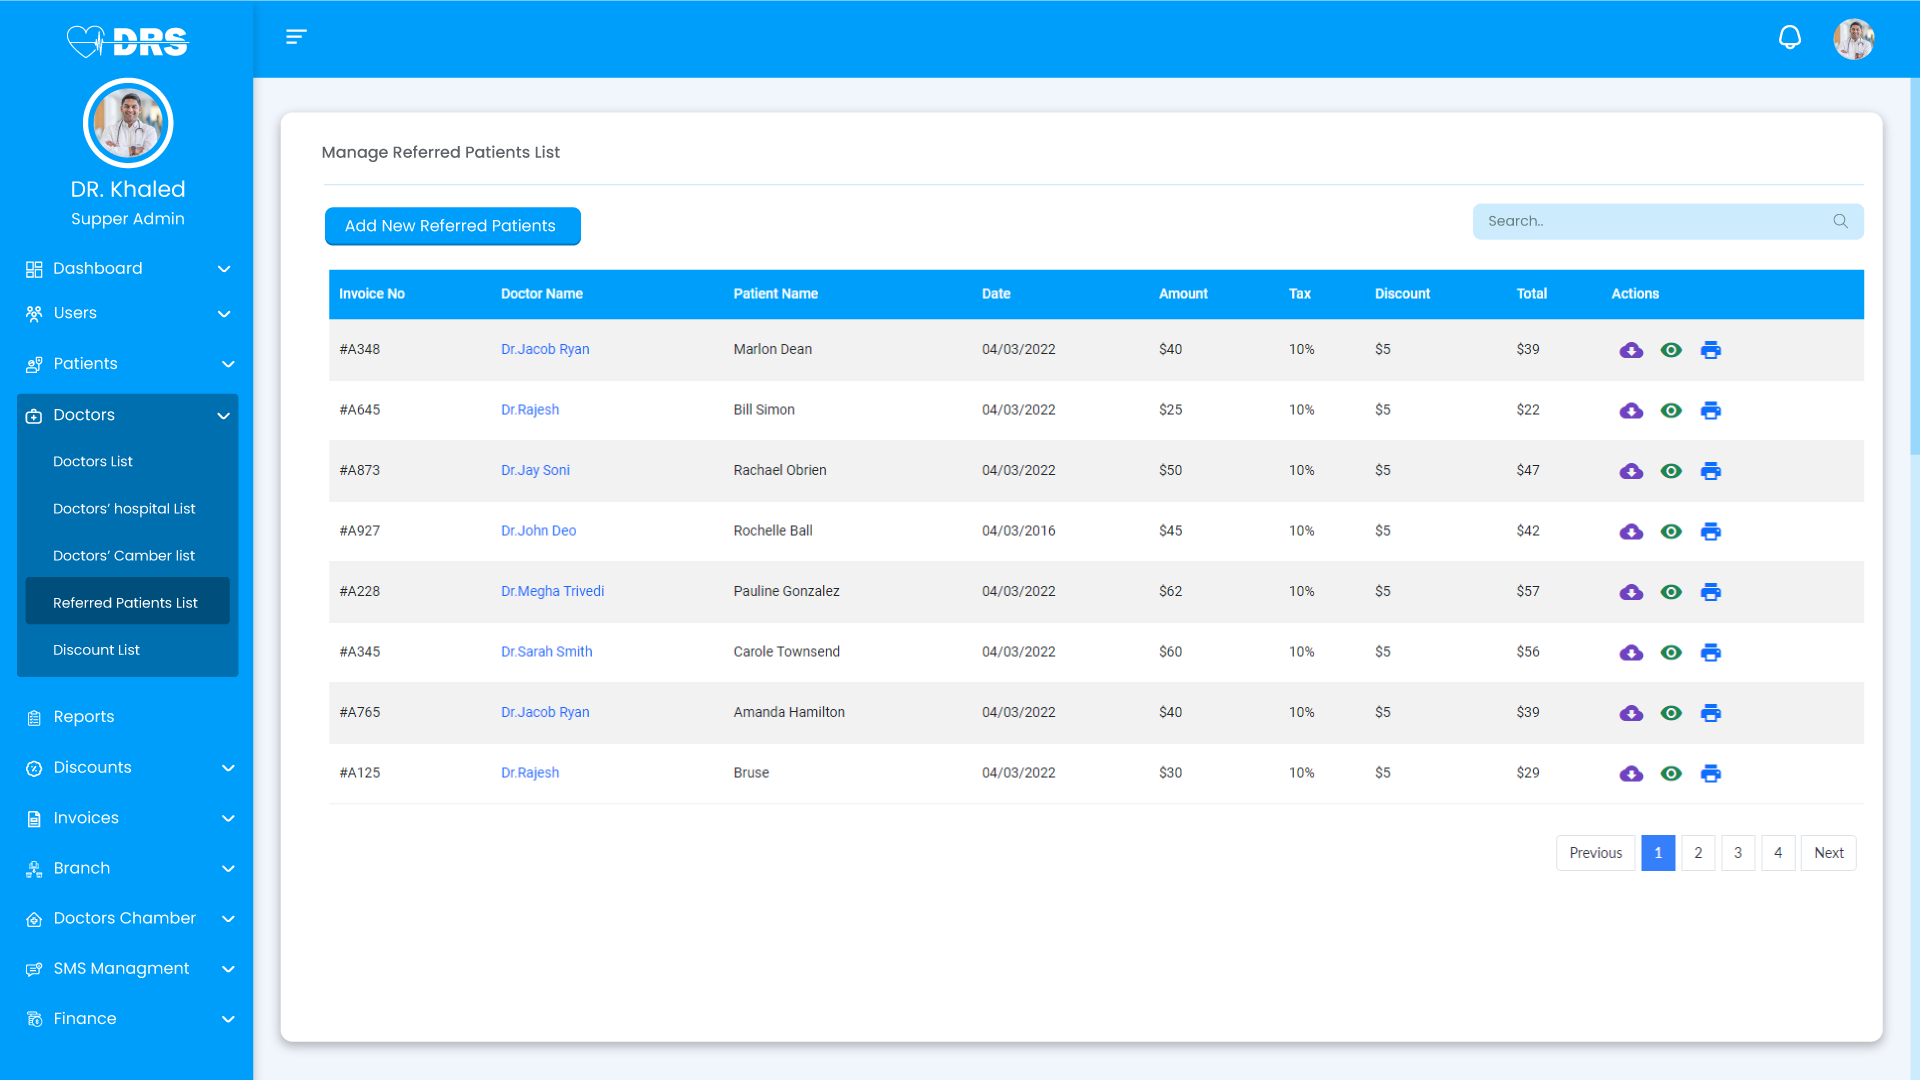 DRS
DR. Khaled
Supper Admin
Dashboard
Users
Patients
Doctors
Doctors List
Doctors’ hospital List
Doctors’ Camber list
Referred Patients List
Discount List
Reports
Discounts
Invoices
Branch
Doctors Chamber
SMS Managment
Finance
Manage Referred Patients List
Add New Referred Patients
Search..
Invoice No Doctor Name Patient Name Date Amount Tax Discount Total Actions
#A348 Dr.Jacob Ryan Marlon Dean 04/03/2022 $40 10% $5 $39
#A645 Dr.Rajesh Bill Simon 04/03/2022 $25 10% $5 $22
#A873 Dr.Jay Soni Rachael Obrien 04/03/2022 $50 10% $5 $47
#A927 Dr.John Deo Rochelle Ball 04/03/2016 $45 10% $5 $42
#A228 Dr.Megha Trivedi Pauline Gonzalez 04/03/2022 $62 10% $5 $57
#A345 Dr.Sarah Smith Carole Townsend 04/03/2022 $60 10% $5 $56
#A765 Dr.Jacob Ryan Amanda Hamilton 04/03/2022 $40 10% $5 $39
#A125 Dr.Rajesh Bruse 04/03/2022 $30 10% $5 $29
Previous 1 2 3 4 Next